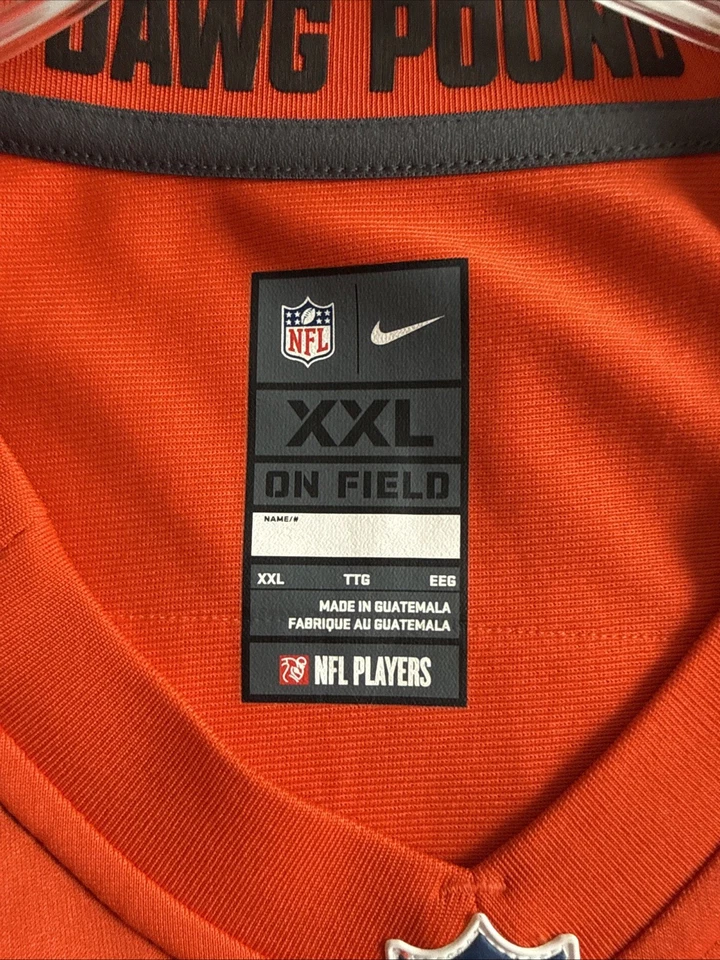 DAWG POUND
NFL
XXL
ON FIELD
NAME/#
XXL TTG EEG
MADE IN GUATEMALA
FABRIQUE AU GUATEMALA
NFL PLAYERS